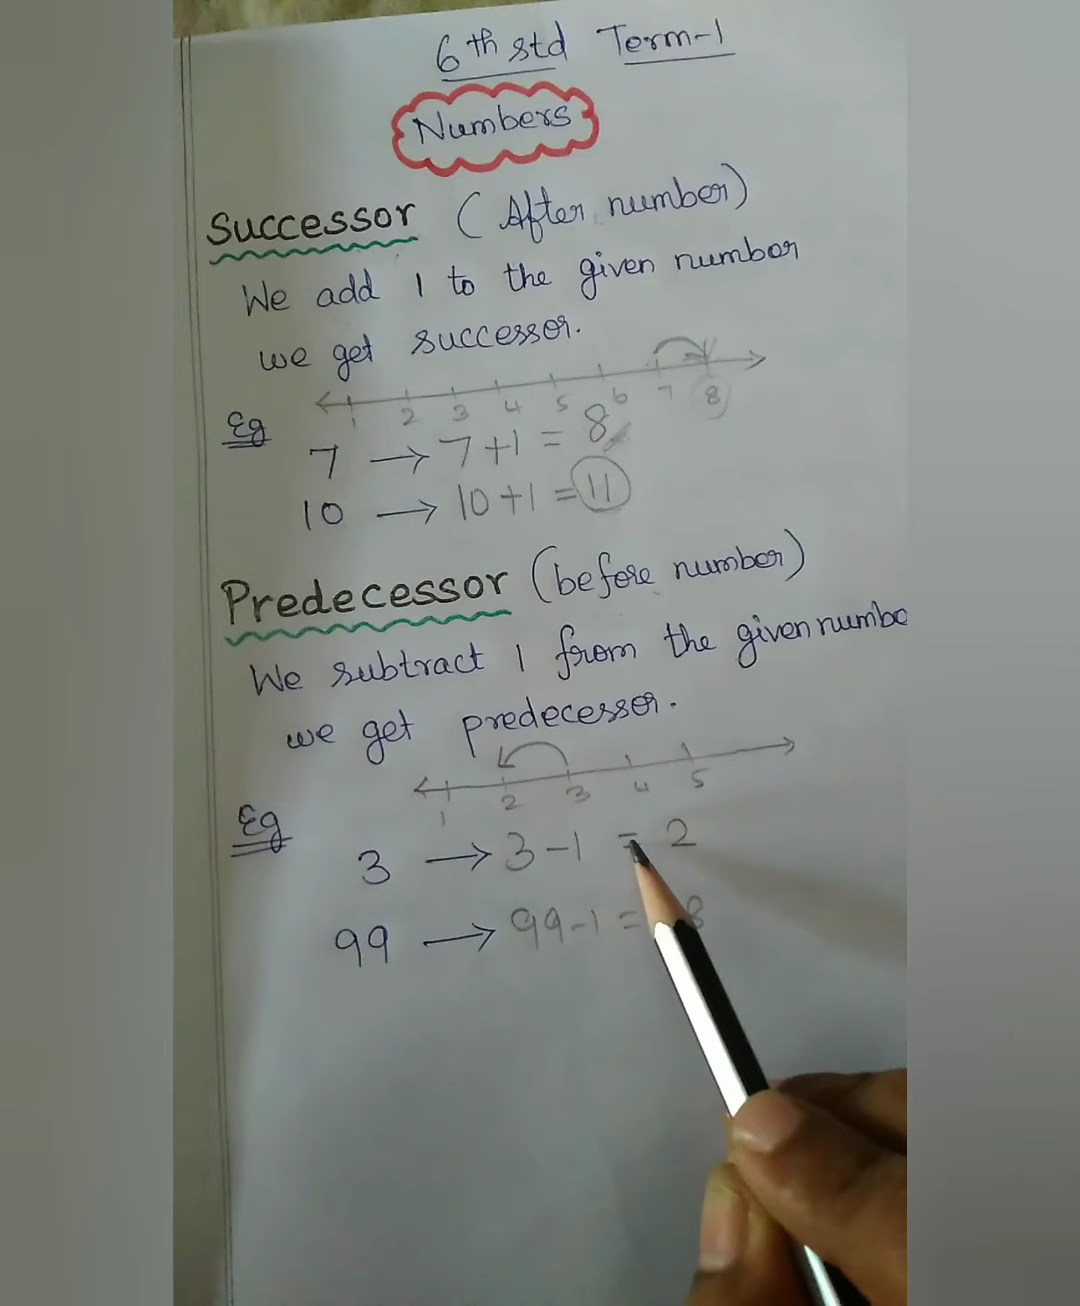 6th std Term-1
Numbers
Successor (After number)
We add 1 to the given number
we get successor.
1 2 3 4 5 6 7 8
Eg
7 → 7+1 = 8
10 → 10+1 = 11
Predecessor (before number)
We subtract 1 from the given numbe
we get predecessor.
1 2 3 4 5
Eg
3 → 3-1 = 2
99 → 99-1 = 8